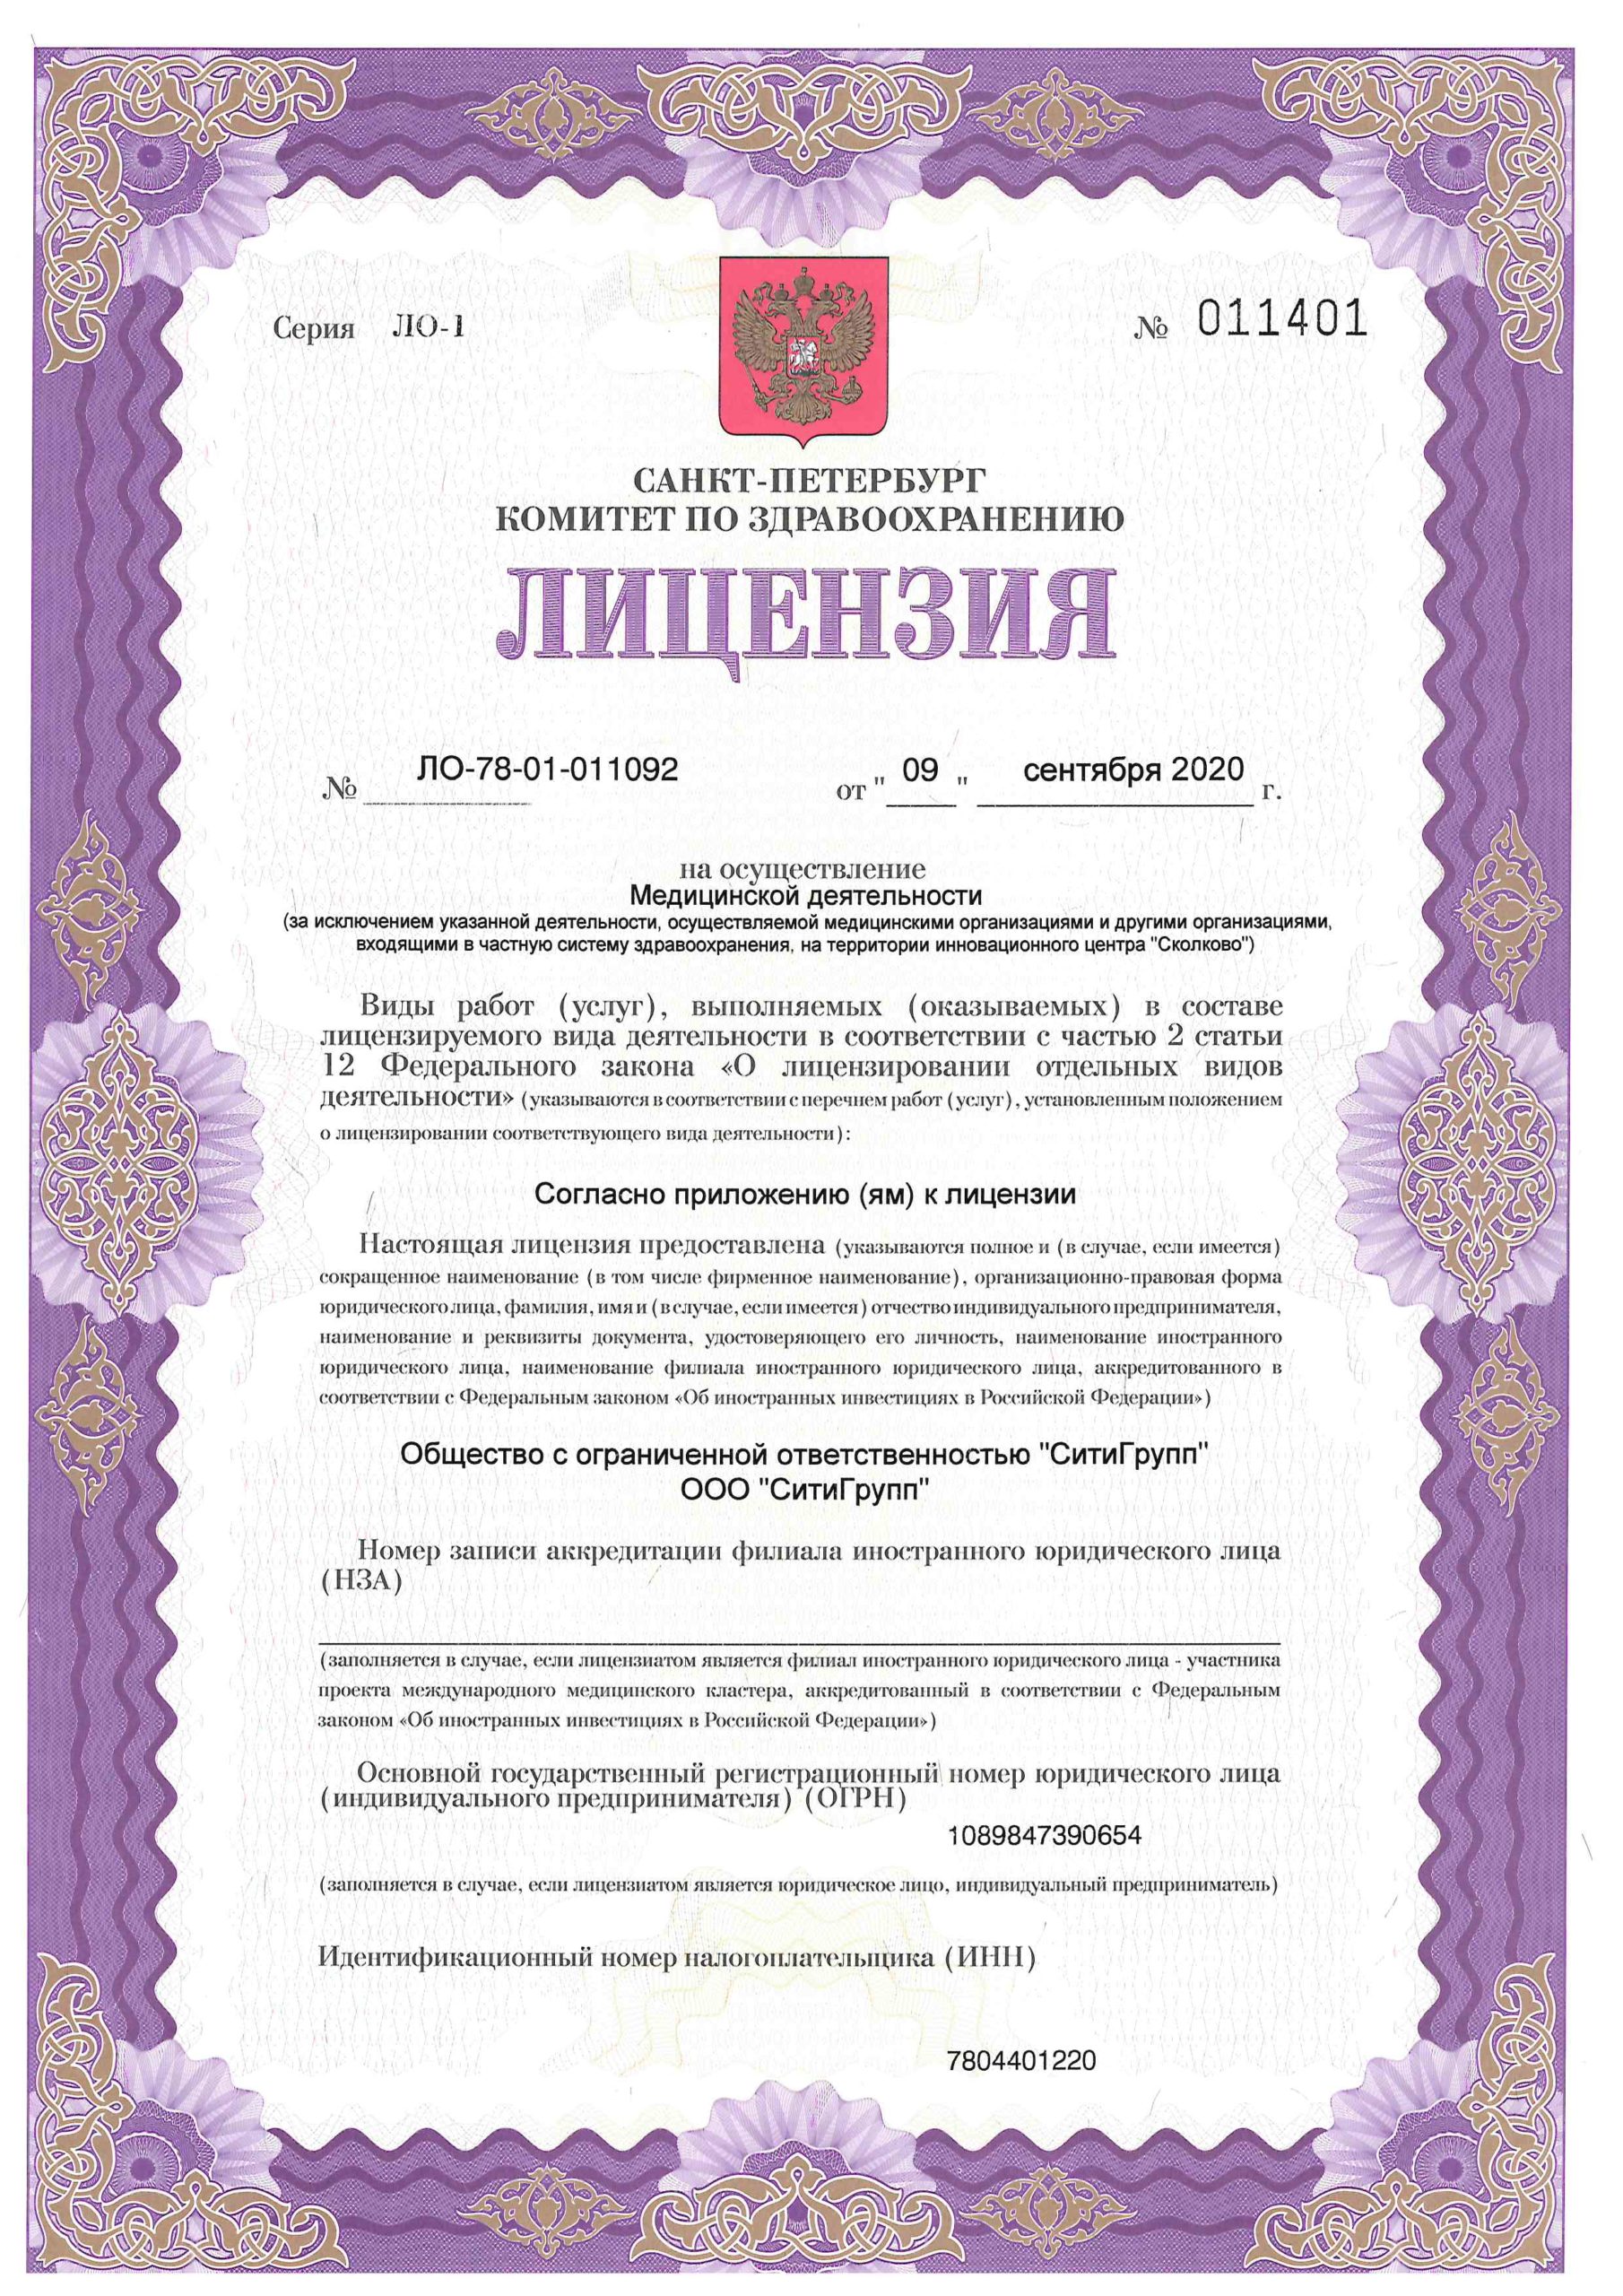 Серия ЛО-1
№ 011401
САНКТ-ПЕТЕРБУРГ
КОМИТЕТ ПО ЗДРАВООХРАНЕНИЮ
ЛИЦЕНЗИЯ
№ ЛО-78-01-011092 от " 09 " сентября 2020 г.
на осуществление
Медицинской деятельности
(за исключением указанной деятельности, осуществляемой медицинскими организациями и другими организациями,
входящими в частную систему здравоохранения, на территории инновационного центра "Сколково")
Виды работ (услуг), выполняемых (оказываемых) в составе
лицензируемого вида деятельности в соответствии с частью 2 статьи
12 Федерального закона «О лицензировании отдельных видов
деятельности» (указываются в соответствии с перечнем работ (услуг), установленным положением
о лицензировании соответствующего вида деятельности):
Согласно приложению (ям) к лицензии
Настоящая лицензия предоставлена (указываются полное и (в случае, если имеется)
сокращенное наименование (в том числе фирменное наименование), организационно-правовая форма
юридического лица, фамилия, имя и (в случае, если имеется) отчество индивидуального предпринимателя,
наименование и реквизиты документа, удостоверяющего его личность, наименование иностранного
юридического лица, наименование филиала иностранного юридического лица, аккредитованного в
соответствии с Федеральным законом «Об иностранных инвестициях в Российской Федерации»)
Общество с ограниченной ответственностью "СитиГрупп"
ООО "СитиГрупп"
Номер записи аккредитации филиала иностранного юридического лица
(НЗА)
(заполняется в случае, если лицензиатом является филиал иностранного юридического лица - участника
проекта международного медицинского кластера, аккредитованный в соответствии с Федеральным
законом «Об иностранных инвестициях в Российской Федерации»)
Основной государственный регистрационный номер юридического лица
(индивидуального предпринимателя) (ОГРН)
1089847390654
(заполняется в случае, если лицензиатом является юридическое лицо, индивидуальный предприниматель)
Идентификационный номер налогоплательщика (ИНН)
7804401220